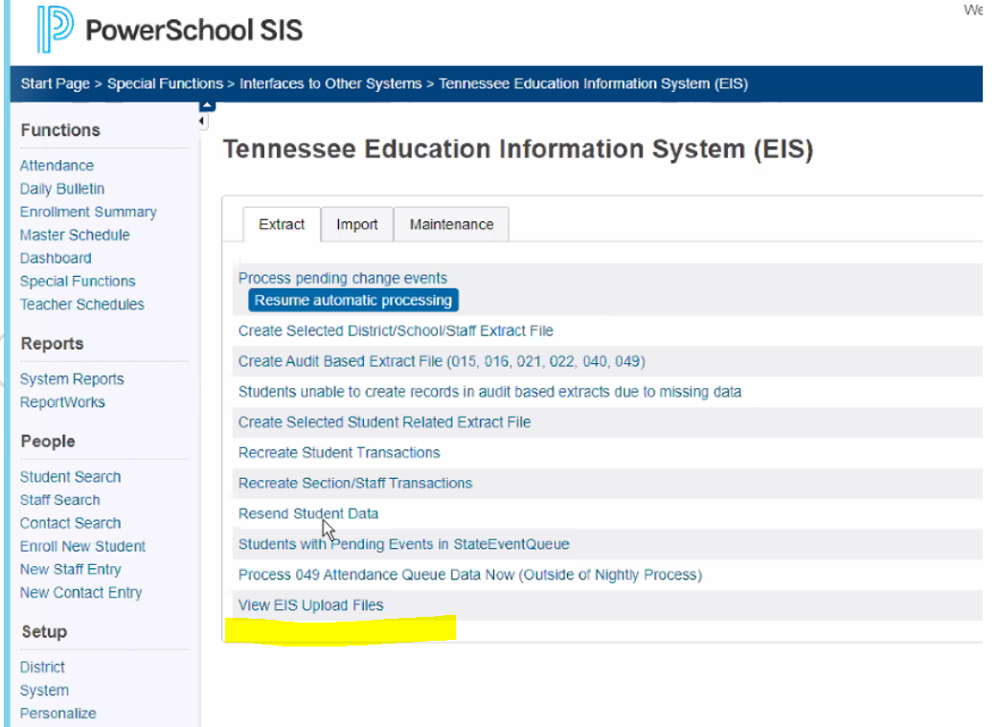 We
PowerSchool SIS
Start Page > Special Functions > Interfaces to Other Systems > Tennessee Education Information System (EIS)
Functions
Attendance
Daily Bulletin
Enrollment Summary
Master Schedule
Dashboard
Special Functions
Teacher Schedules
Reports
System Reports
ReportWorks
People
Student Search
Staff Search
Contact Search
Enroll New Student
New Staff Entry
New Contact Entry
Setup
District
System
Personalize
Tennessee Education Information System (EIS)
Extract Import Maintenance
Process pending change events
Resume automatic processing
Create Selected District/School/Staff Extract File
Create Audit Based Extract File (015, 016, 021, 022, 040, 049)
Students unable to create records in audit based extracts due to missing data
Create Selected Student Related Extract File
Recreate Student Transactions
Recreate Section/Staff Transactions
Resend Student Data
Students with Pending Events in StateEventQueue
Process 049 Attendance Queue Data Now (Outside of Nightly Process)
View EIS Upload Files